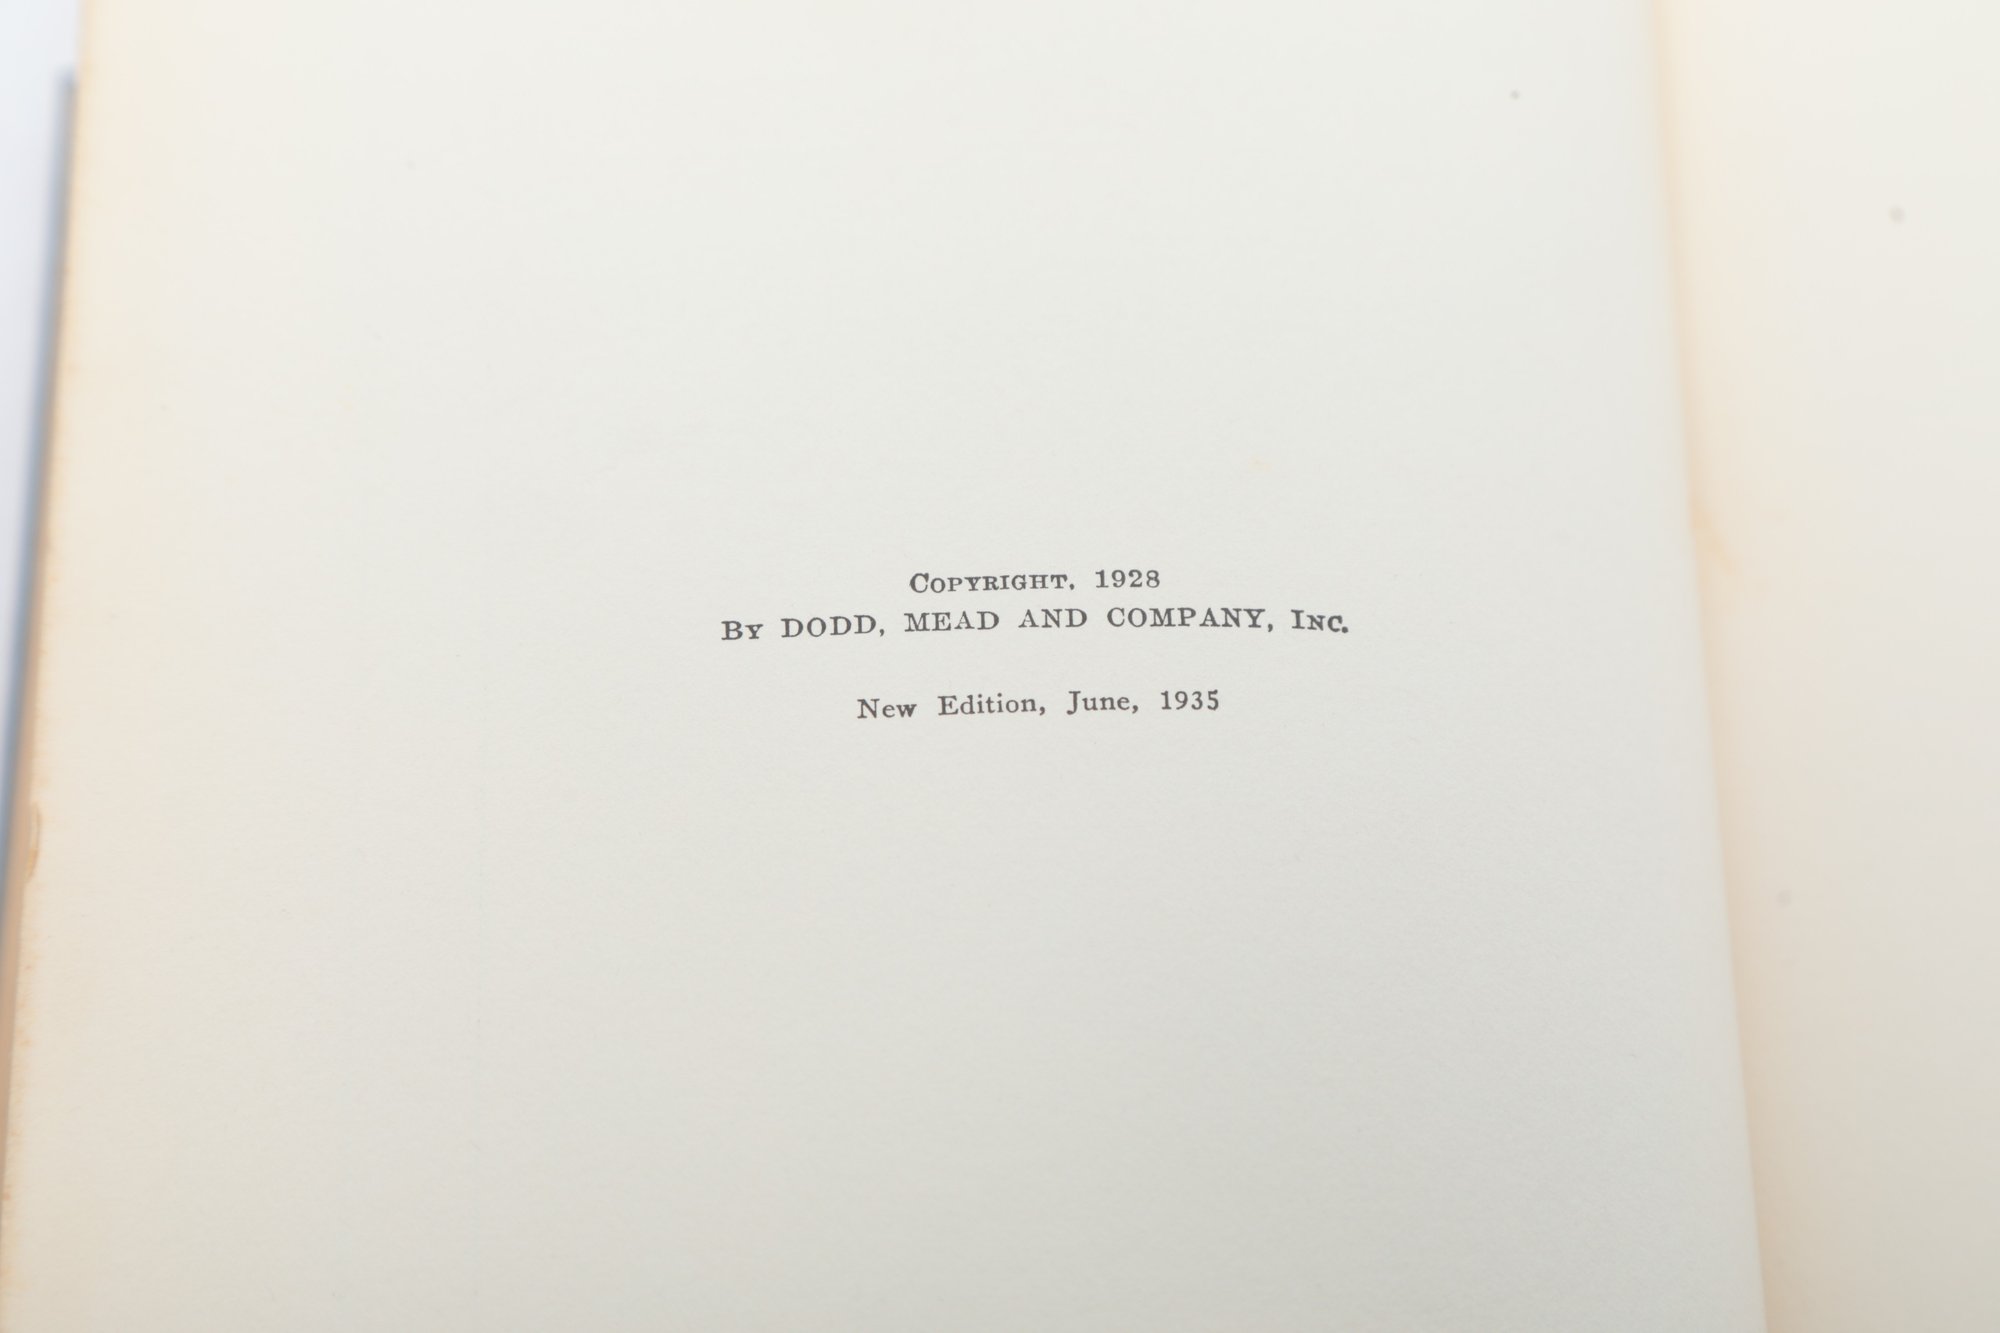 COPYRIGHT, 1928
BY DODD, MEAD AND COMPANY, INC.
New Edition, June, 1935